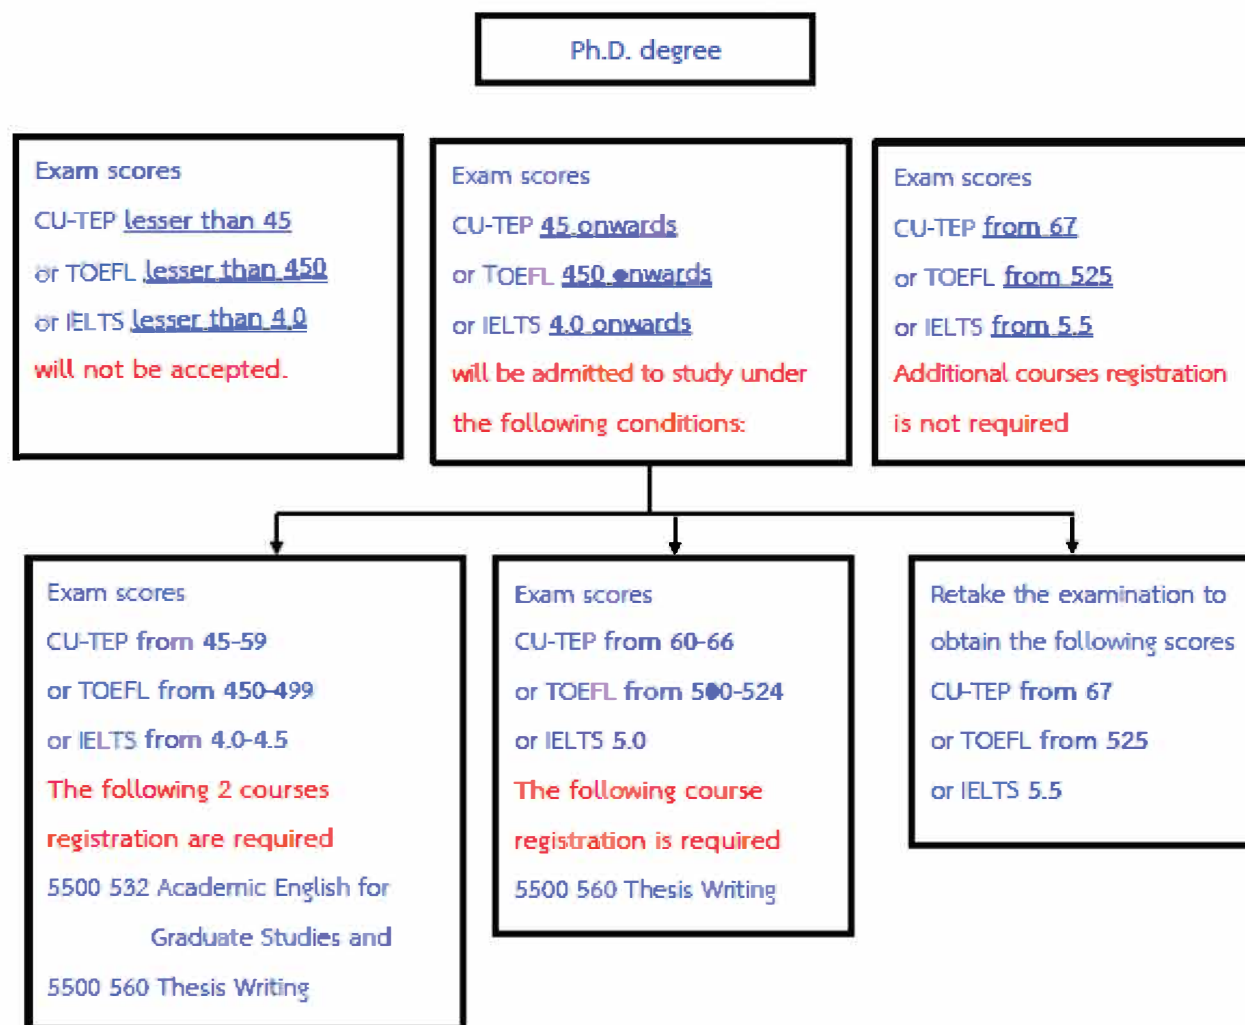 Ph.D. degree
Exam scores
CU-TEP lesser than 45
or TOEFL lesser than 450
or IELTS lesser than 4.0
will not be accepted.
Exam scores
CU-TEP 45 onwards
or TOEFL 450 onwards
or IELTS 4.0 onwards
will be admitted to study under
the following conditions:
Exam scores
CU-TEP from 67
or TOEFL from 525
or IELTS from 5.5
Additional courses registration
is not required
Exam scores
CU-TEP from 45-59
or TOEFL from 450-499
or IELTS from 4.0-4.5
The following 2 courses
registration are required
5500 532 Academic English for
Graduate Studies and
5500 560 Thesis Writing
Exam scores
CU-TEP from 60-66
or TOEFL from 500-524
or IELTS 5.0
The following course
registration is required
5500 560 Thesis Writing
Retake the examination to
obtain the following scores
CU-TEP from 67
or TOEFL from 525
or IELTS 5.5